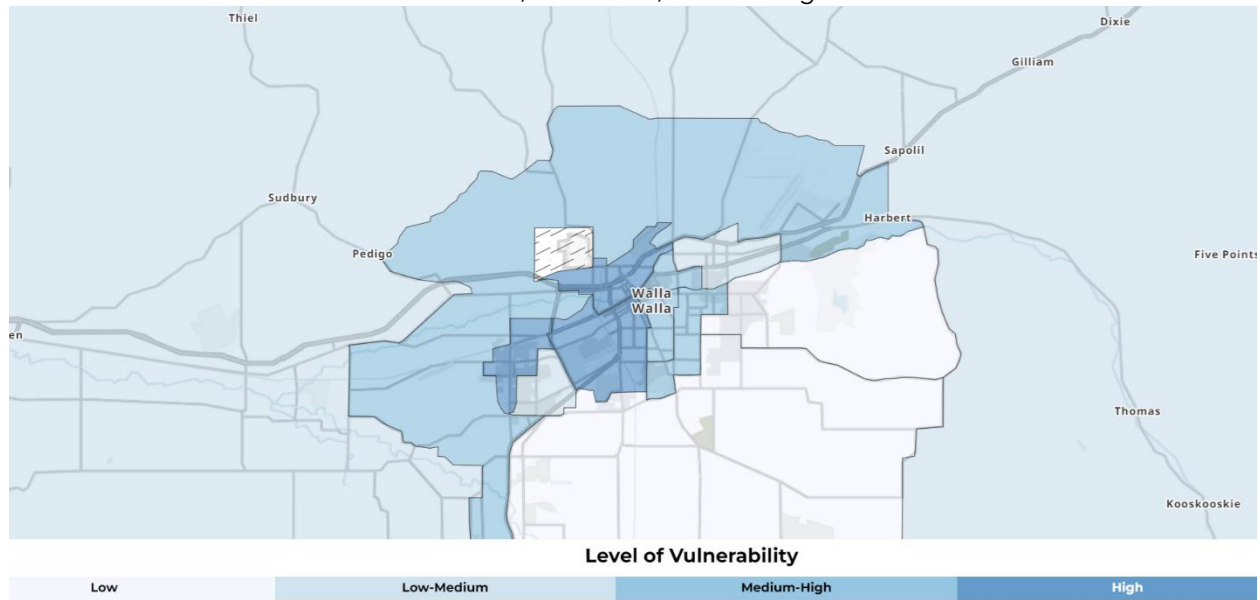 Thiel
Dixie
Gilliam
Sapolil
Sudbury
Harbert
Pedigo
Five Points
Walla
Walla
en
Thomas
Kooskooskie
Level of Vulnerability
Low
Low-Medium
Medium-High
High